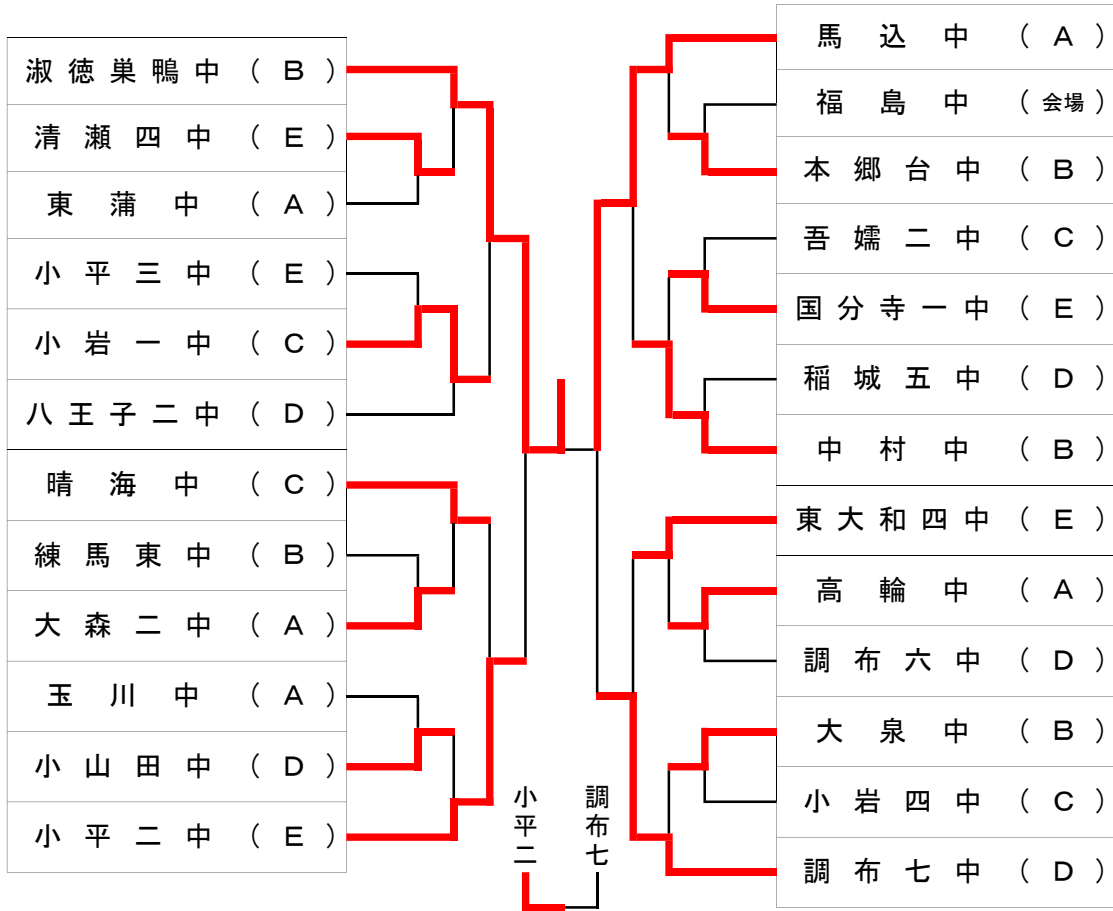 淑徳巣鴨中 ( B )
清瀬四中 ( E )
東蒲中 ( A )
小平三中 ( E )
小岩一中 ( C )
八王子二中 ( D )
晴海中 ( C )
練馬東中 ( B )
大森二中 ( A )
玉川中 ( A )
小山田中 ( D )
小平二中 ( E )
小平二
調布七
馬込中 ( A )
福島中 ( 会場 )
本郷台中 ( B )
吾嬬二中 ( C )
国分寺一中 ( E )
稲城五中 ( D )
中村中 ( B )
東大和四中 ( E )
高輪中 ( A )
調布六中 ( D )
大泉中 ( B )
小岩四中 ( C )
調布七中 ( D )